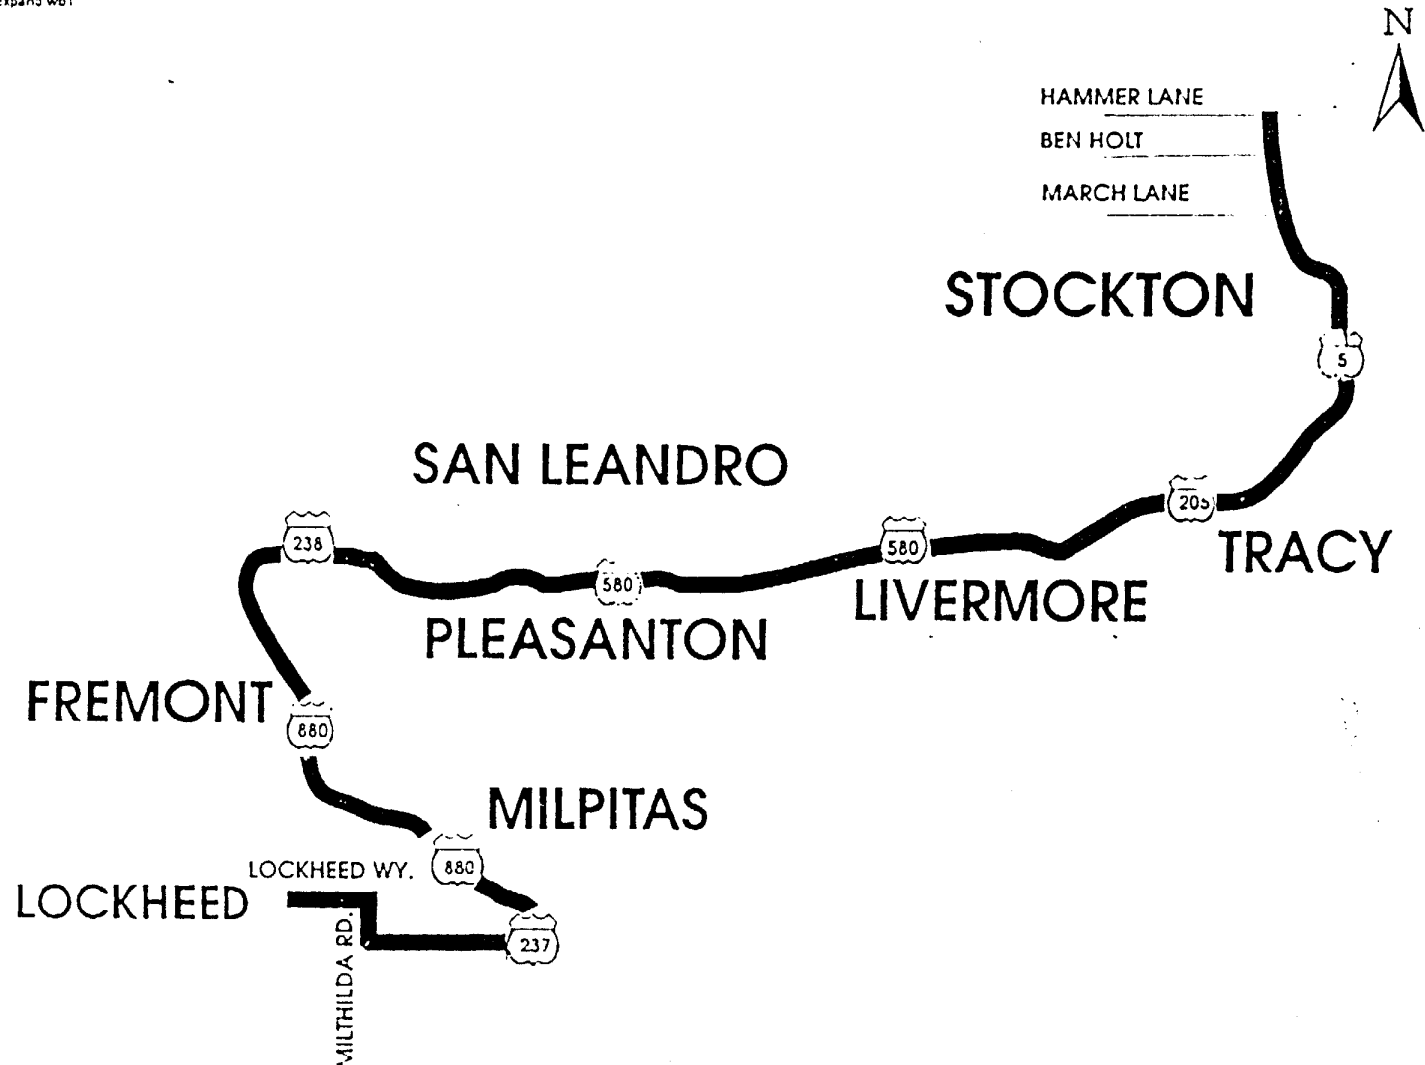 N
HAMMER LANE
BEN HOLT
MARCH LANE
STOCKTON
5
SAN LEANDRO
205
TRACY
238
580
580
LIVERMORE
PLEASANTON
FREMONT
880
MILPITAS
LOCKHEED WY.
880
LOCKHEED
MILTHILDA RD.
237